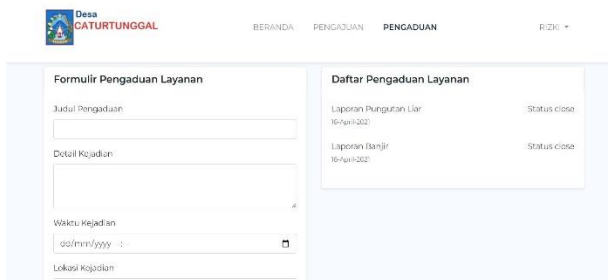 Desa
CATURTUNGGAL
BERANDA PENGAJUAN PENGADUAN RIZKI
Formulir Pengaduan Layanan
Judul Pengaduan
Detail Kejadian
Waktu Kejadian
dd/mm/yyyy :
Lokasi Kejadian
Daftar Pengaduan Layanan
Laporan Pungutan Liar Status close
16-April-2021
Laporan Banjir Status close
16-April-2021